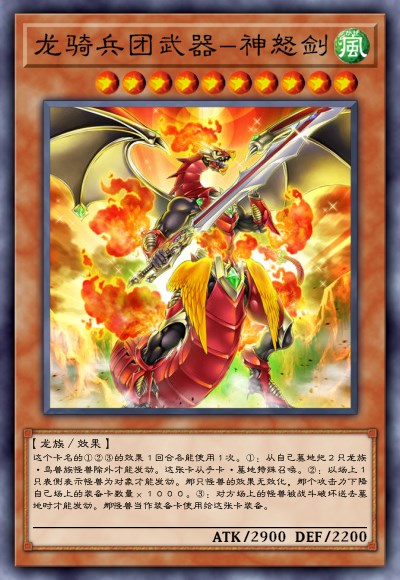 龙骑兵团武器-神怒剑
風
【龙族/效果】
这个卡名的①②③的效果1回合各能使用1次。①：从自己墓地把2只龙族
·鸟兽族怪兽除外才能发动。这张卡从手卡·墓地特殊召唤。②：以场上1
只表侧表示怪兽为对象才能发动。那只怪兽的效果无效化，那个攻击力下降
自己场上的装备卡数量×1000。③：对方场上的怪兽被战斗破坏送去墓
地时才能发动。那怪兽当作装备卡使用给这张卡装备。
ATK/2900 DEF/2200